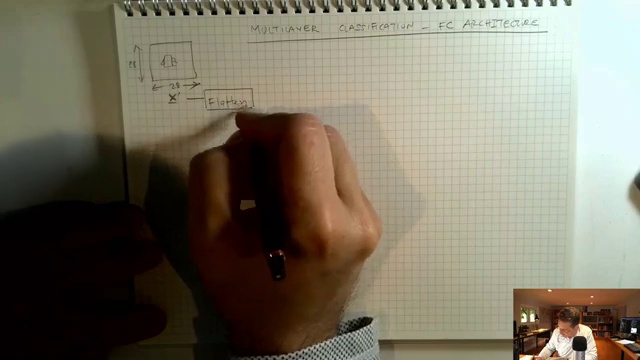 MULTILAYER CLASSIFICATION - FC ARCHITECTURE
28
28
X
Flatten